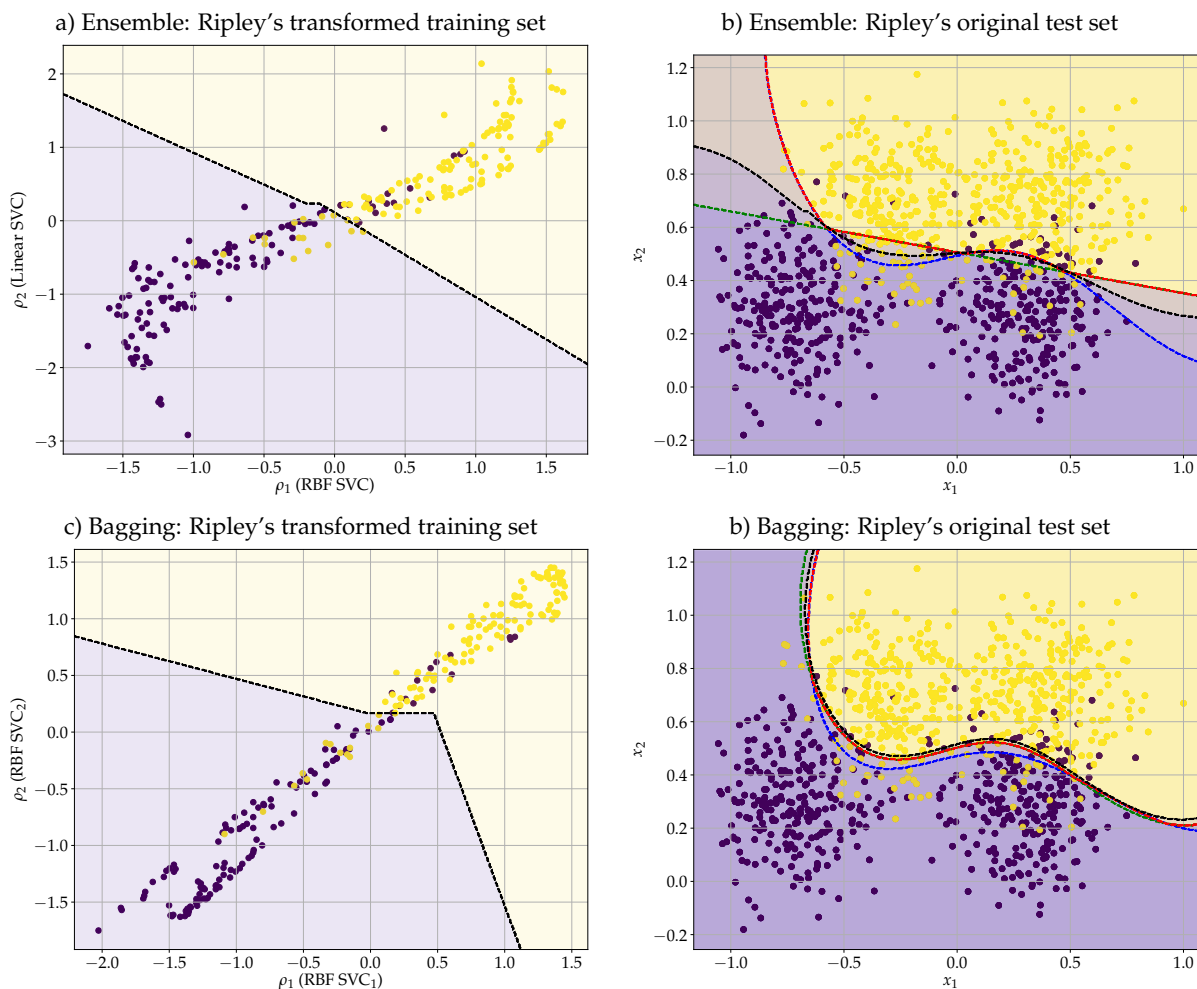 a) Ensemble: Ripley's transformed training set
2
1
0
−1
−2
−3
ρ2 (Linear SVC)
−1.5 −1.0 −0.5 0.0 0.5 1.0 1.5
ρ1 (RBF SVC)
b) Ensemble: Ripley's original test set
1.2
1.0
0.8
0.6
0.4
0.2
0.0
−0.2
x2
−1.0 −0.5 0.0 0.5 1.0
x1
c) Bagging: Ripley's transformed training set
1.5
1.0
0.5
0.0
−0.5
−1.0
−1.5
ρ2 (RBF SVC2)
−2.0 −1.5 −1.0 −0.5 0.0 0.5 1.0 1.5
ρ1 (RBF SVC1)
b) Bagging: Ripley's original test set
1.2
1.0
0.8
0.6
0.4
0.2
0.0
−0.2
x2
−1.0 −0.5 0.0 0.5 1.0
x1